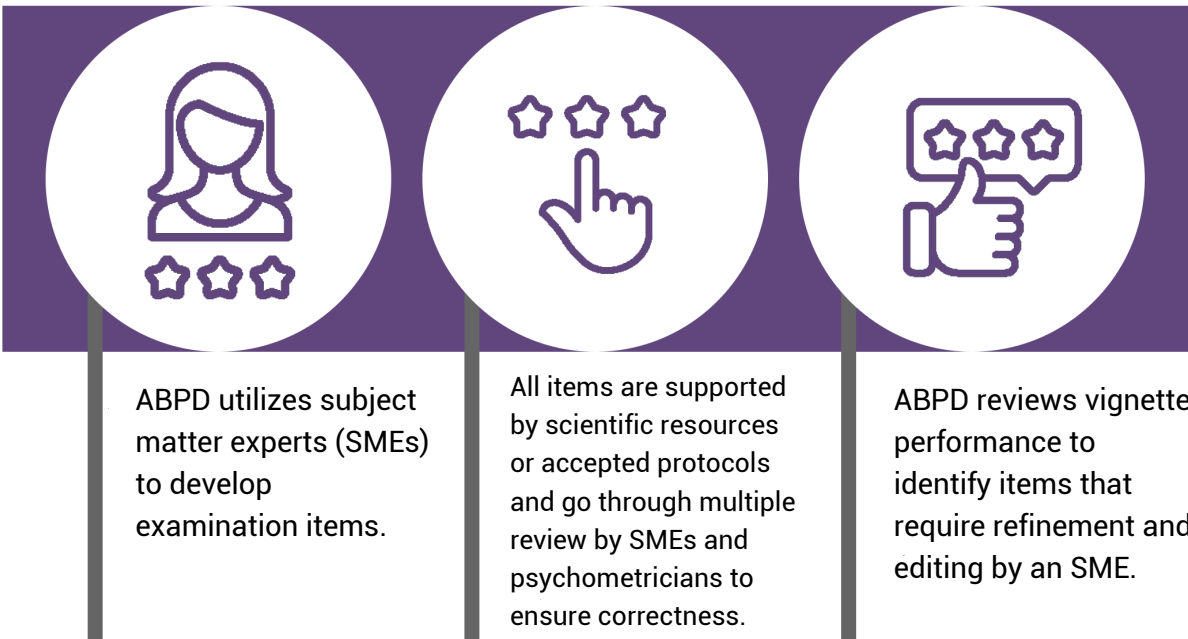 ABPD utilizes subject
matter experts (SMEs)
to develop
examination items.
All items are supported
by scientific resources
or accepted protocols
and go through multiple
review by SMEs and
psychometricians to
ensure correctness.
ABPD reviews vignette
performance to
identify items that
require refinement and
editing by an SME.